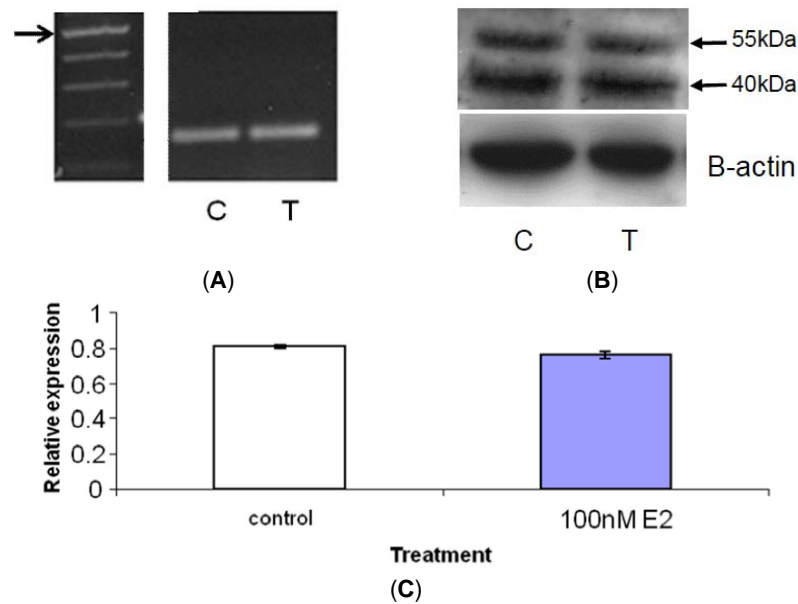 C T
(A)
55kDa
40kDa
B-actin
C T
(B)
Relative expression
1
0.8
0.6
0.4
0.2
0
control
100nM E2
Treatment
(C)